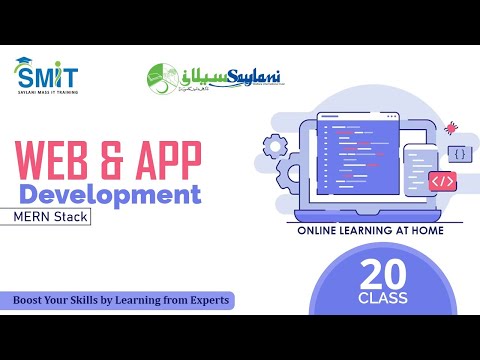 SMIT
SAYLANI MASS IT TRAINING
سیلانی Saylani
WEB & APP
Development
MERN Stack
ONLINE LEARNING AT HOME
20
CLASS
Boost Your Skills by Learning from Experts